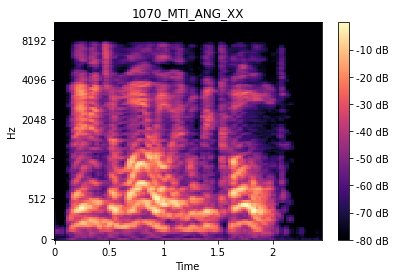 1070_MTI_ANG_XX
8192
4096
2048
1024
512
0
Hz
0
0.5
1
1.5
2
Time
-10 dB
-20 dB
-30 dB
-40 dB
-50 dB
-60 dB
-70 dB
-80 dB